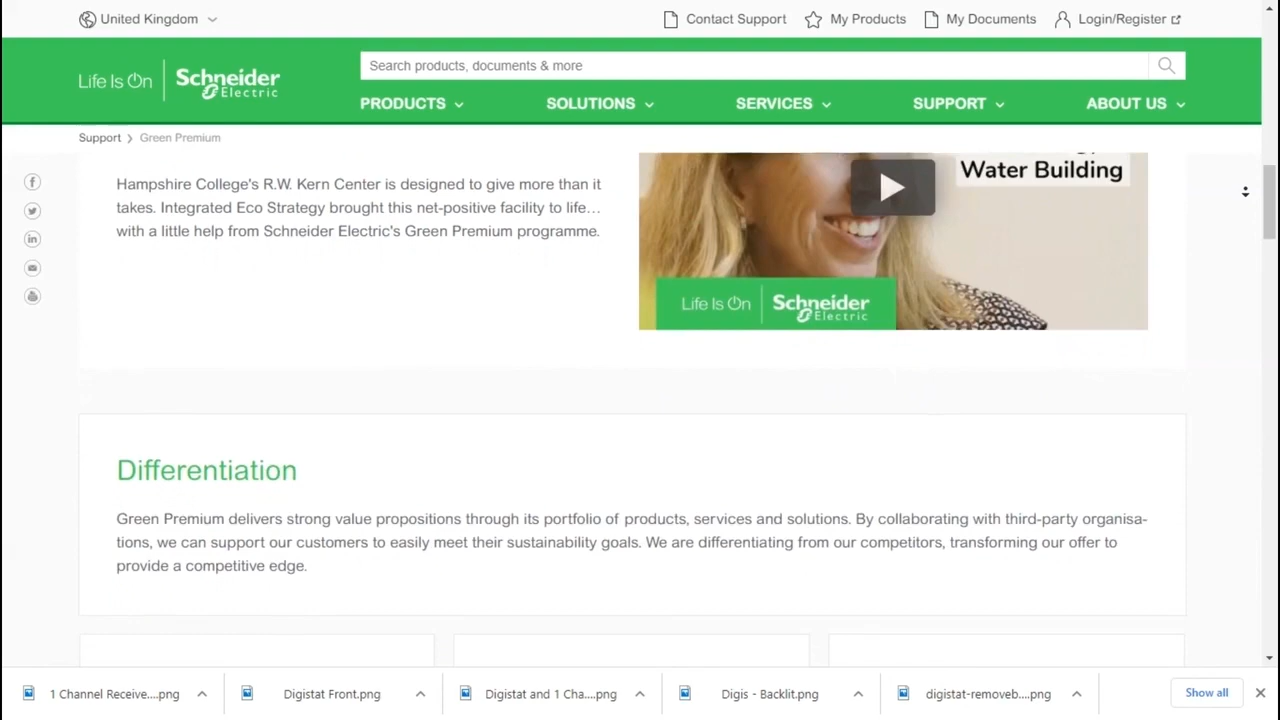 United Kingdom
Contact Support
My Products
My Documents
Login/Register
Life Is On
Schneider
Electric
Search products, documents & more
PRODUCTS
SOLUTIONS
SERVICES
SUPPORT
ABOUT US
Support
Green Premium
Hampshire College's R.W. Kern Center is designed to give more than it
takes. Integrated Eco Strategy brought this net-positive facility to life…
with a little help from Schneider Electric's Green Premium programme.
Water Building
Life Is On
Schneider
Electric
Differentiation
Green Premium delivers strong value propositions through its portfolio of products, services and solutions. By collaborating with third-party organisa-
tions, we can support our customers to easily meet their sustainability goals. We are differentiating from our competitors, transforming our offer to
provide a competitive edge.
1 Channel Receive....png
Digistat Front.png
Digistat and 1 Cha....png
Digis - Backlit.png
digistat-removeb....png
Show all